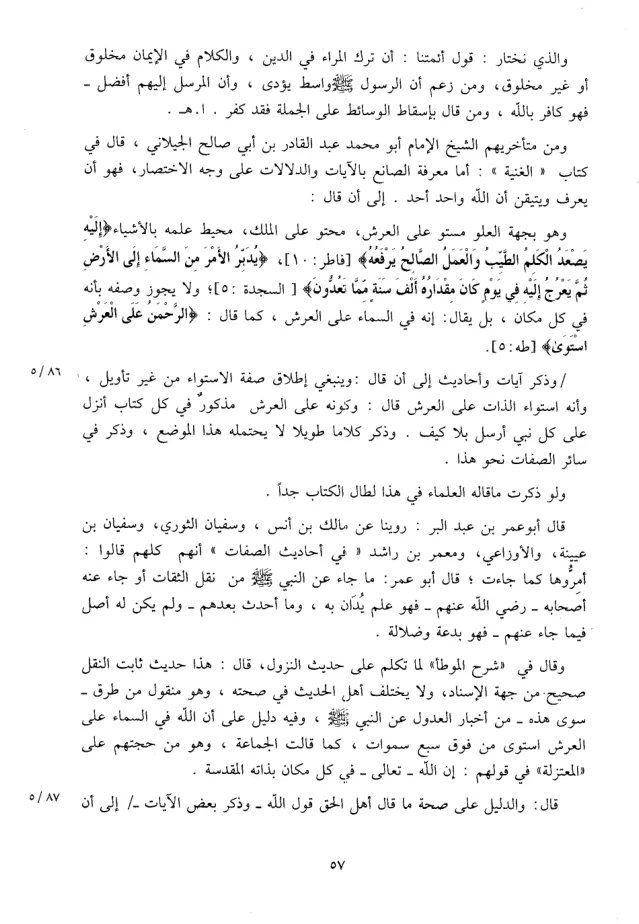 والذي نختار : قول أئمتنا : أن ترك المراء في الدين ، والكلام في الإيمان مخلوق
أو غير مخلوق، ومن زعم أن الرسول ﷺ واسط يؤدى ، وأن المرسل إليهم أفضل ـ
فهو كافر بالله ، ومن قال بإسقاط الوسائط على الجملة فقد كفر . ا.هـ .
ومن متأخريهم الشيخ الإمام أبو محمد عبد القادر بن أبي صالح الجيلاني ، قال في
كتاب « الغنية » : أما معرفة الصانع بالآيات والدلالات على وجه الاختصار، فهو أن
يعرف ويتيقن أن الله واحد أحد . إلى أن قال :
وهو بجهة العلو مستو على العرش، محتو على الملك، محيط علمه بالأشياء ﴿إِلَيْهِ
يَصْعَدُ الْكَلِمُ الطَّيِّبُ وَالْعَمَلُ الصَّالِحُ يَرْفَعُهُ﴾ [فاطر: ١٠]، ﴿يُدَبِّرُ الأَمْرَ مِنَ السَّمَاءِ إِلَى الأَرْضِ
ثُمَّ يَعْرُجُ إِلَيْهِ فِي يَوْمٍ كَانَ مِقْدَارُهُ أَلْفَ سَنَةٍ مِّمَّا تَعُدُّونَ﴾ [ السجدة :٥]؛ ولا يجوز وصفه بأنه
في كل مكان ، بل يقال: إنه في السماء على العرش ، كما قال : ﴿الرَّحْمَنُ عَلَى الْعَرْشِ
اسْتَوَىٰ﴾ [طه:٥].
٥/٨٦ /وذكر آيات وأحاديث إلى أن قال :وينبغي إطلاق صفة الاستواء من غير تأويل ،
وأنه استواء الذات على العرش قال : وكونه على العرش مذكورٌ في كل كتاب أنزل
على كل نبي أرسل بلا كيف . وذكر كلاما طويلا لا يحتمله هذا الموضع ، وذكر في
سائر الصفات نحو هذا .
ولو ذكرت ماقاله العلماء في هذا لطال الكتاب جداً .
قال أبوعمر بن عبد البر : روينا عن مالك بن أنس ، وسفيان الثوري، وسفيان بن
عيينة، والأوزاعي، ومعمر بن راشد « في أحاديث الصفات » أنهم كلهم قالوا :
أمِرُّوها كما جاءت ؛ قال أبو عمر: ما جاء عن النبي ﷺ من نقل الثقات أو جاء عنه
أصحابه ـ رضي الله عنهم ـ فهو علم يُدَان به ، وما أحدث بعدهم ـ ولم يكن له أصل
فيما جاء عنهم ـ فهو بدعة وضلالة .
وقال في «شرح الموطأ» لما تكلم على حديث النزول، قال : هذا حديث ثابت النقل
صحيح من جهة الإسناد، ولا يختلف أهل الحديث في صحته ، وهو منقول من طرق ـ
سوى هذه ـ من أخبار العدول عن النبي ﷺ ، وفيه دليل على أن الله في السماء على
العرش استوى من فوق سبع سموات ، كما قالت الجماعة ، وهو من حجتهم على
«المعتزلة» في قولهم : إن الله ـ تعالى ـ في كل مكان بذاته المقدسة .
٥/٨٧ قال: والدليل على صحة ما قال أهل الحق قول الله ـ وذكر بعض الآيات ـ/ إلى أن
٥٧